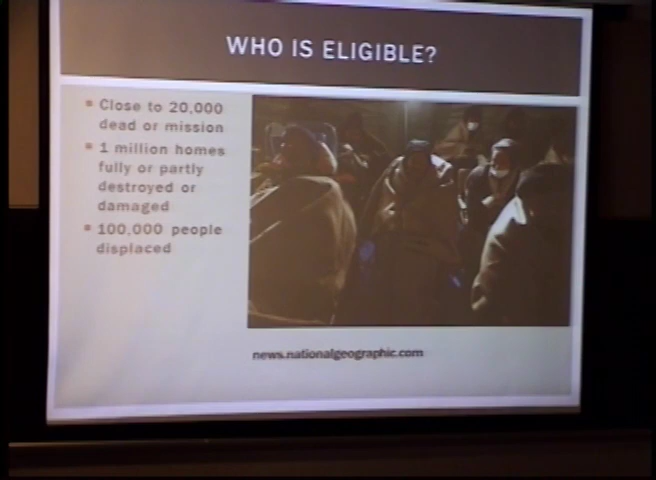 WHO IS ELIGIBLE?
Close to 20,000
dead or mission
1 million homes
fully or partly
destroyed or
damaged
100,000 people
displaced
news.nationalgeographic.com